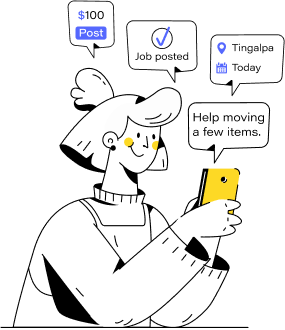 $100
Post
Job posted
Tingalpa
Today
Help moving
a few items.